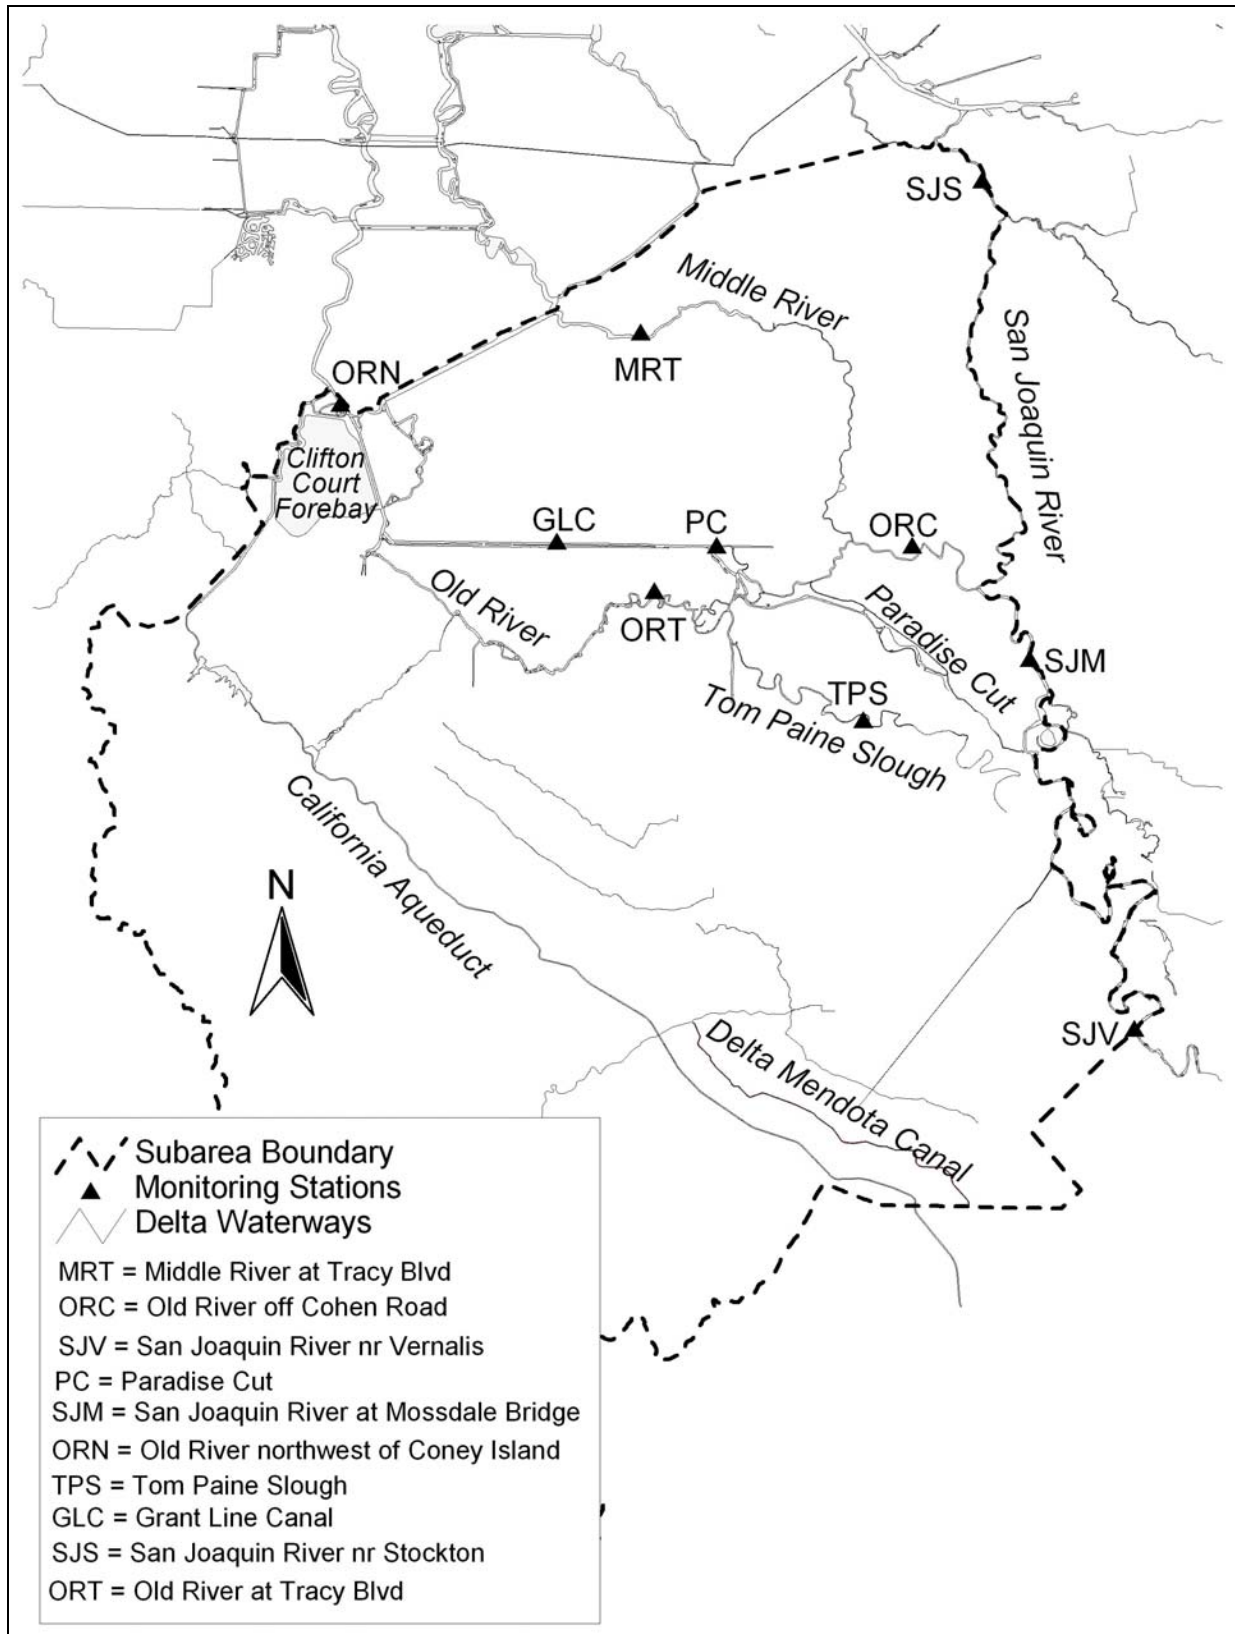 SJS
Middle River
San Joaquin River
MRT
ORN
Clifton
Court
Forebay
GLC
PC
ORC
Old River
ORT
Paradise Cut
SJM
TPS
Tom Paine Slough
California Aqueduct
N
SJV
Delta Mendota Canal
Subarea Boundary
Monitoring Stations
Delta Waterways
MRT = Middle River at Tracy Blvd
ORC = Old River off Cohen Road
SJV = San Joaquin River nr Vernalis
PC = Paradise Cut
SJM = San Joaquin River at Mossdale Bridge
ORN = Old River northwest of Coney Island
TPS = Tom Paine Slough
GLC = Grant Line Canal
SJS = San Joaquin River nr Stockton
ORT = Old River at Tracy Blvd